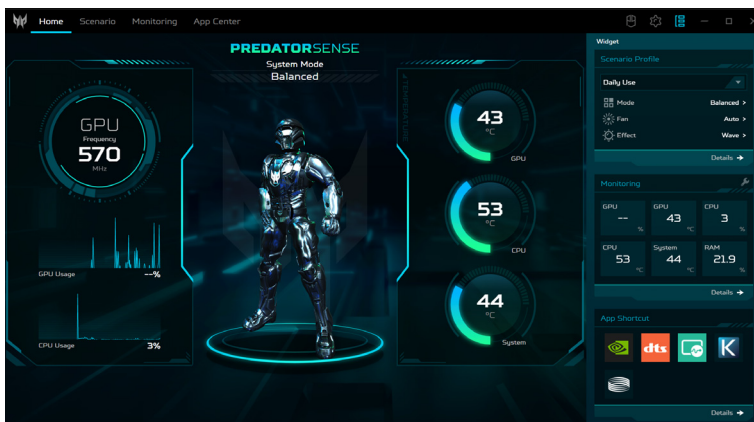 Home Scenario Monitoring App Center
PREDATORSENSE
System Mode
Balanced
GPU
Frequency
570
MHz
GPU Usage
--%
CPU Usage
3%
TEMPERATURE
43
°C
GPU
53
°C
CPU
44
°C
System
Widget
Scenario Profile
Daily Use
Mode Balanced >
Fan Auto >
Effect Wave >
Details →
Monitoring
GPU GPU CPU
-- 43 3
% °C %
CPU System RAM
53 44 21.9
°C °C %
Details →
App Shortcut
dts K
Details →